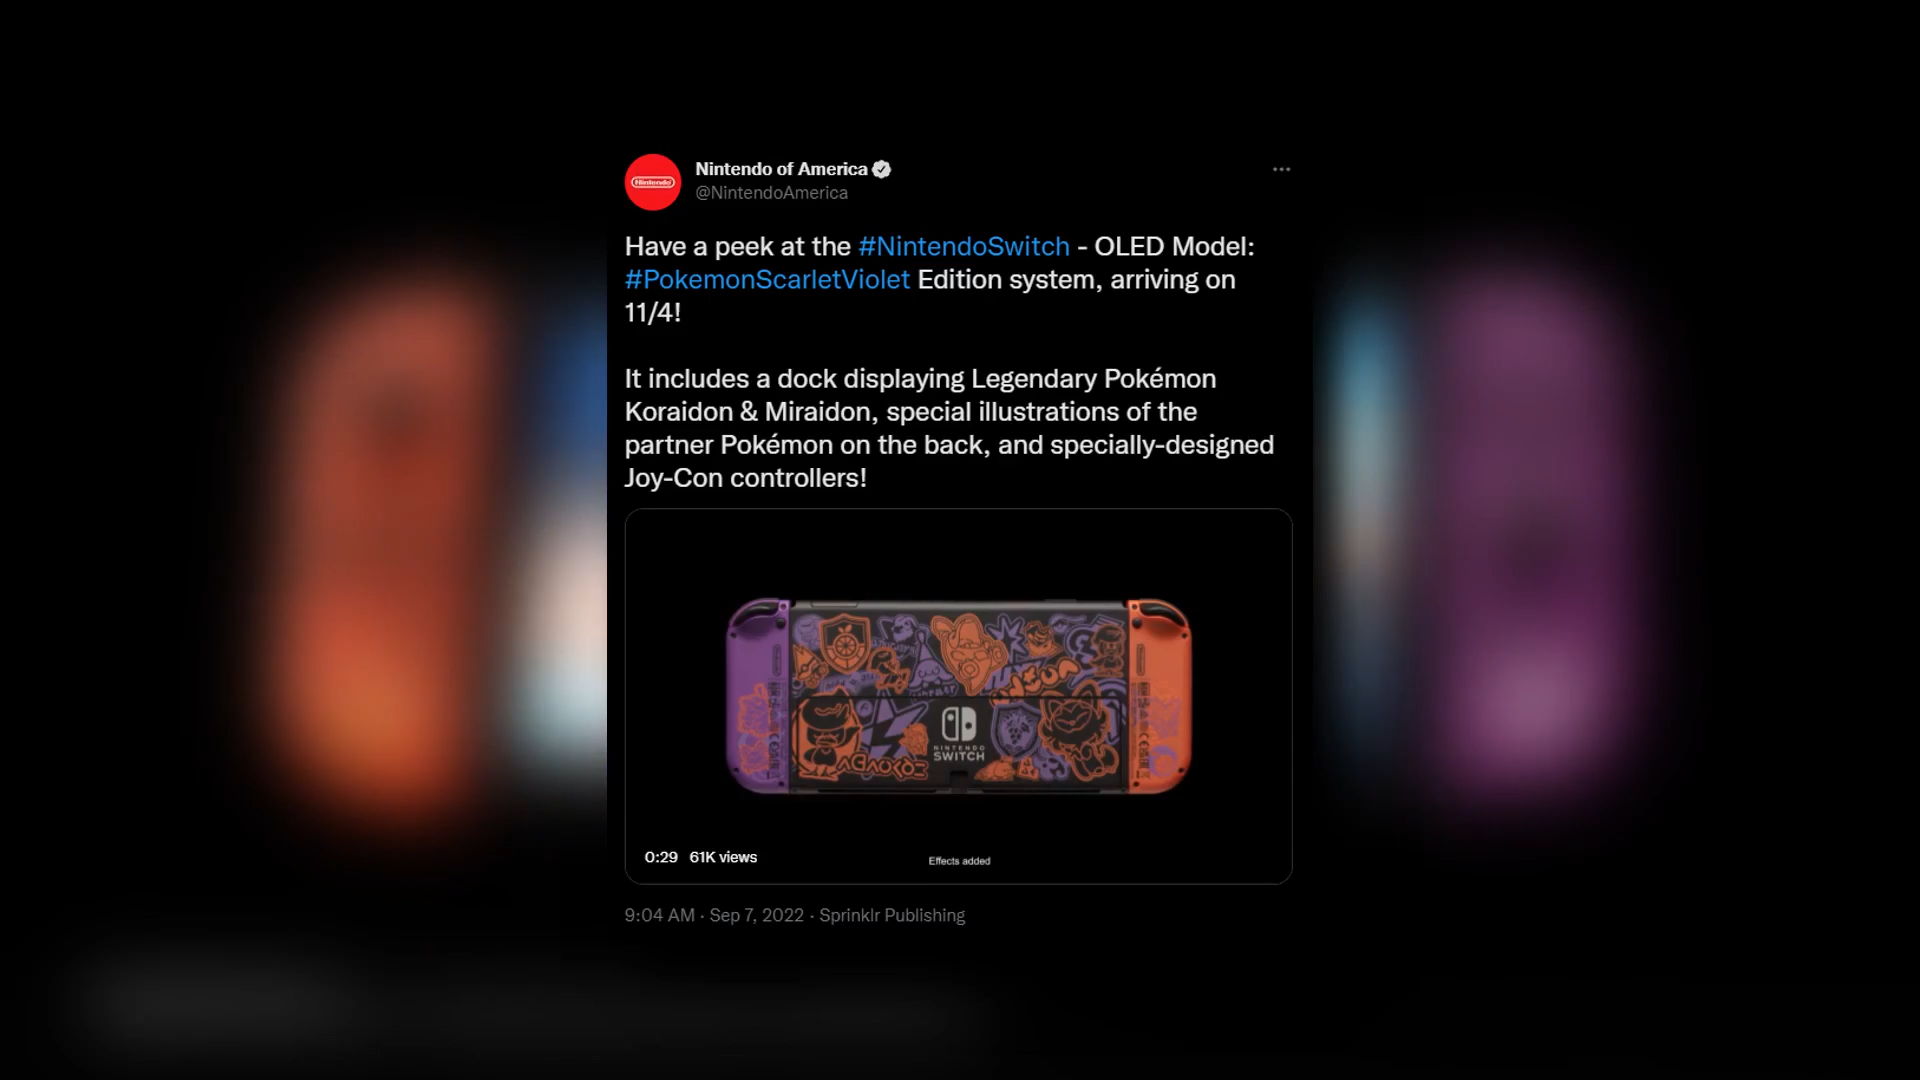 Nintendo of America
Nintendo
@NintendoAmerica
Have a peek at the #NintendoSwitch - OLED Model:
#PokemonScarletViolet Edition system, arriving on
11/4!
It includes a dock displaying Legendary Pokémon
Koraidon & Miraidon, special illustrations of the
partner Pokémon on the back, and specially-designed
Joy-Con controllers!
NINTENDO
SWITCH
0:29 61K views
Effects added
9:04 AM · Sep 7, 2022 · Sprinklr Publishing